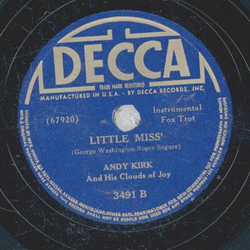 DECCA
TRADE MARK REGISTERED
MANUFACTURED IN U.S.A. · BY DECCA RECORDS, INC.
(67920)
Instrumental
Fox Trot
LITTLE MISS'
(George Washington-Roger Segure)
ANDY KIRK
And His Clouds of Joy
3491 B